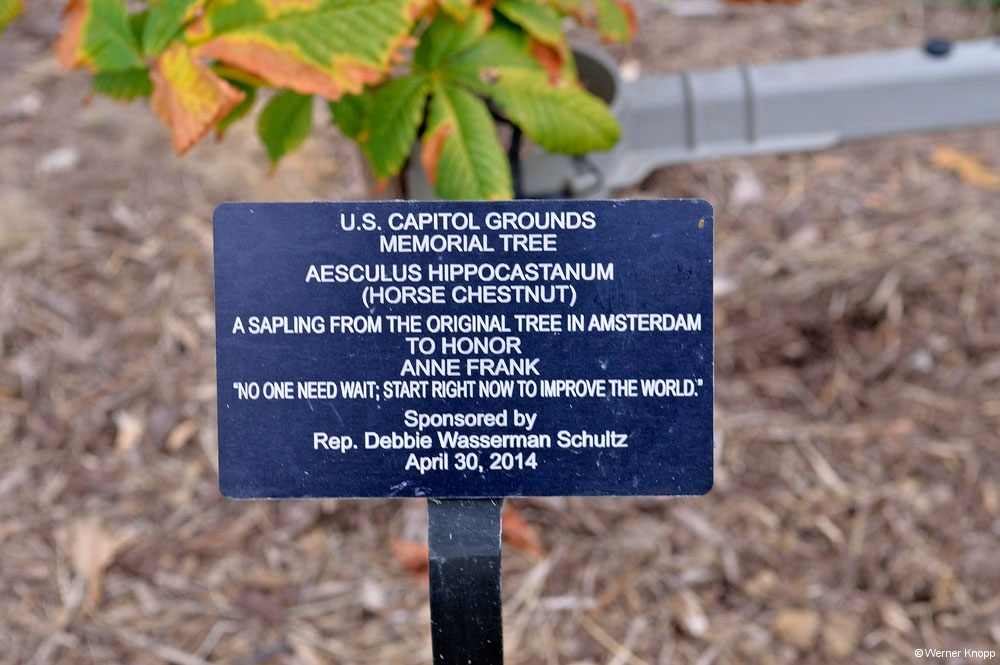 U.S. CAPITOL GROUNDS
MEMORIAL TREE
AESCULUS HIPPOCASTANUM
(HORSE CHESTNUT)
A SAPLING FROM THE ORIGINAL TREE IN AMSTERDAM
TO HONOR
ANNE FRANK
"NO ONE NEED WAIT; START RIGHT NOW TO IMPROVE THE WORLD."
Sponsored by
Rep. Debbie Wasserman Schultz
April 30, 2014
©Werner Knopp